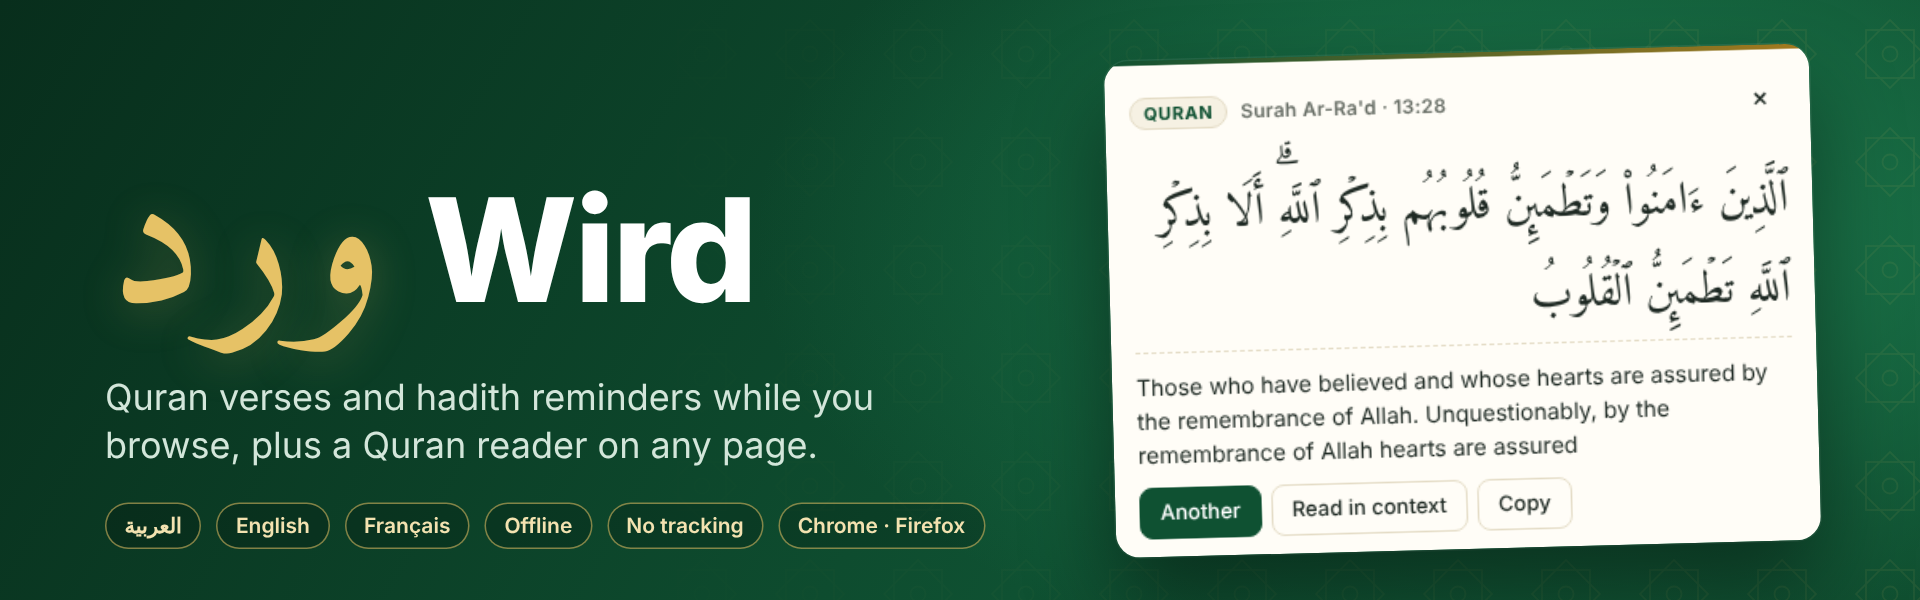 ورد Wird
Quran verses and hadith reminders while you
browse, plus a Quran reader on any page.
العربية English Français Offline No tracking Chrome · Firefox
QURAN Surah Ar-Ra'd · 13:28 ×
ٱلَّذِينَ ءَامَنُوا۟ وَتَطْمَئِنُّ قُلُوبُهُم بِذِكْرِ ٱللَّهِ ۗ أَلَا بِذِكْرِ
ٱللَّهِ تَطْمَئِنُّ ٱلْقُلُوبُ
Those who have believed and whose hearts are assured by
the remembrance of Allah. Unquestionably, by the
remembrance of Allah hearts are assured
Another Read in context Copy